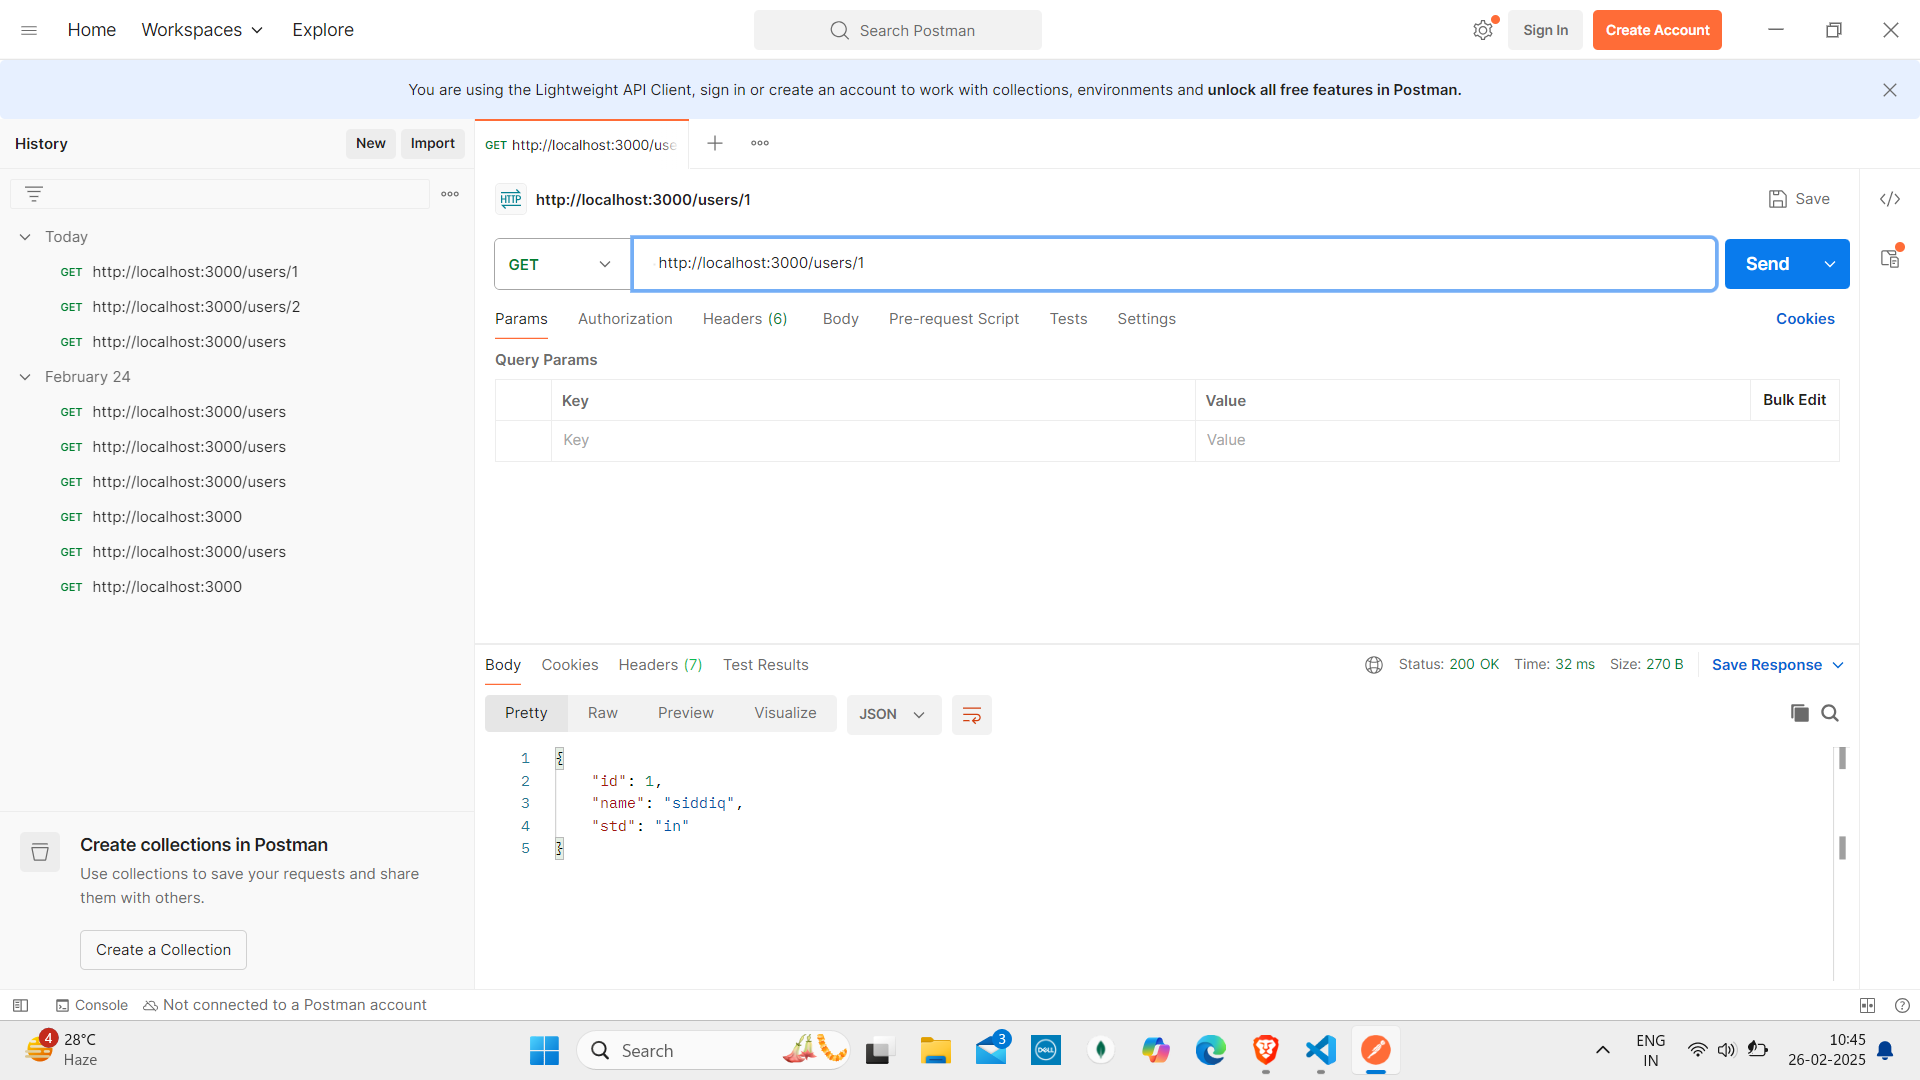 Home
Workspaces
Explore
Search Postman
Sign In
Create Account
You are using the Lightweight API Client, sign in or create an account to work with collections, environments and unlock all free features in Postman.
History
New
Import
GET http://localhost:3000/use
HTTP http://localhost:3000/users/1
Save
Today
GET http://localhost:3000/users/1
GET http://localhost:3000/users/2
GET http://localhost:3000/users
February 24
GET http://localhost:3000/users
GET http://localhost:3000/users
GET http://localhost:3000/users
GET http://localhost:3000
GET http://localhost:3000/users
GET http://localhost:3000
GET
http://localhost:3000/users/1
Send
Params
Authorization
Headers (6)
Body
Pre-request Script
Tests
Settings
Cookies
Query Params
Key
Value
Bulk Edit
Key
Value
Body
Cookies
Headers (7)
Test Results
Status: 200 OK
Time: 32 ms
Size: 270 B
Save Response
Pretty
Raw
Preview
Visualize
JSON
1 {
2 "id": 1,
3 "name": "siddiq",
4 "std": "in"
5 }
Create collections in Postman
Use collections to save your requests and share
them with others.
Create a Collection
Console
Not connected to a Postman account
4
28°C
Haze
Search
3
DELL
ENG
IN
10:45
26-02-2025